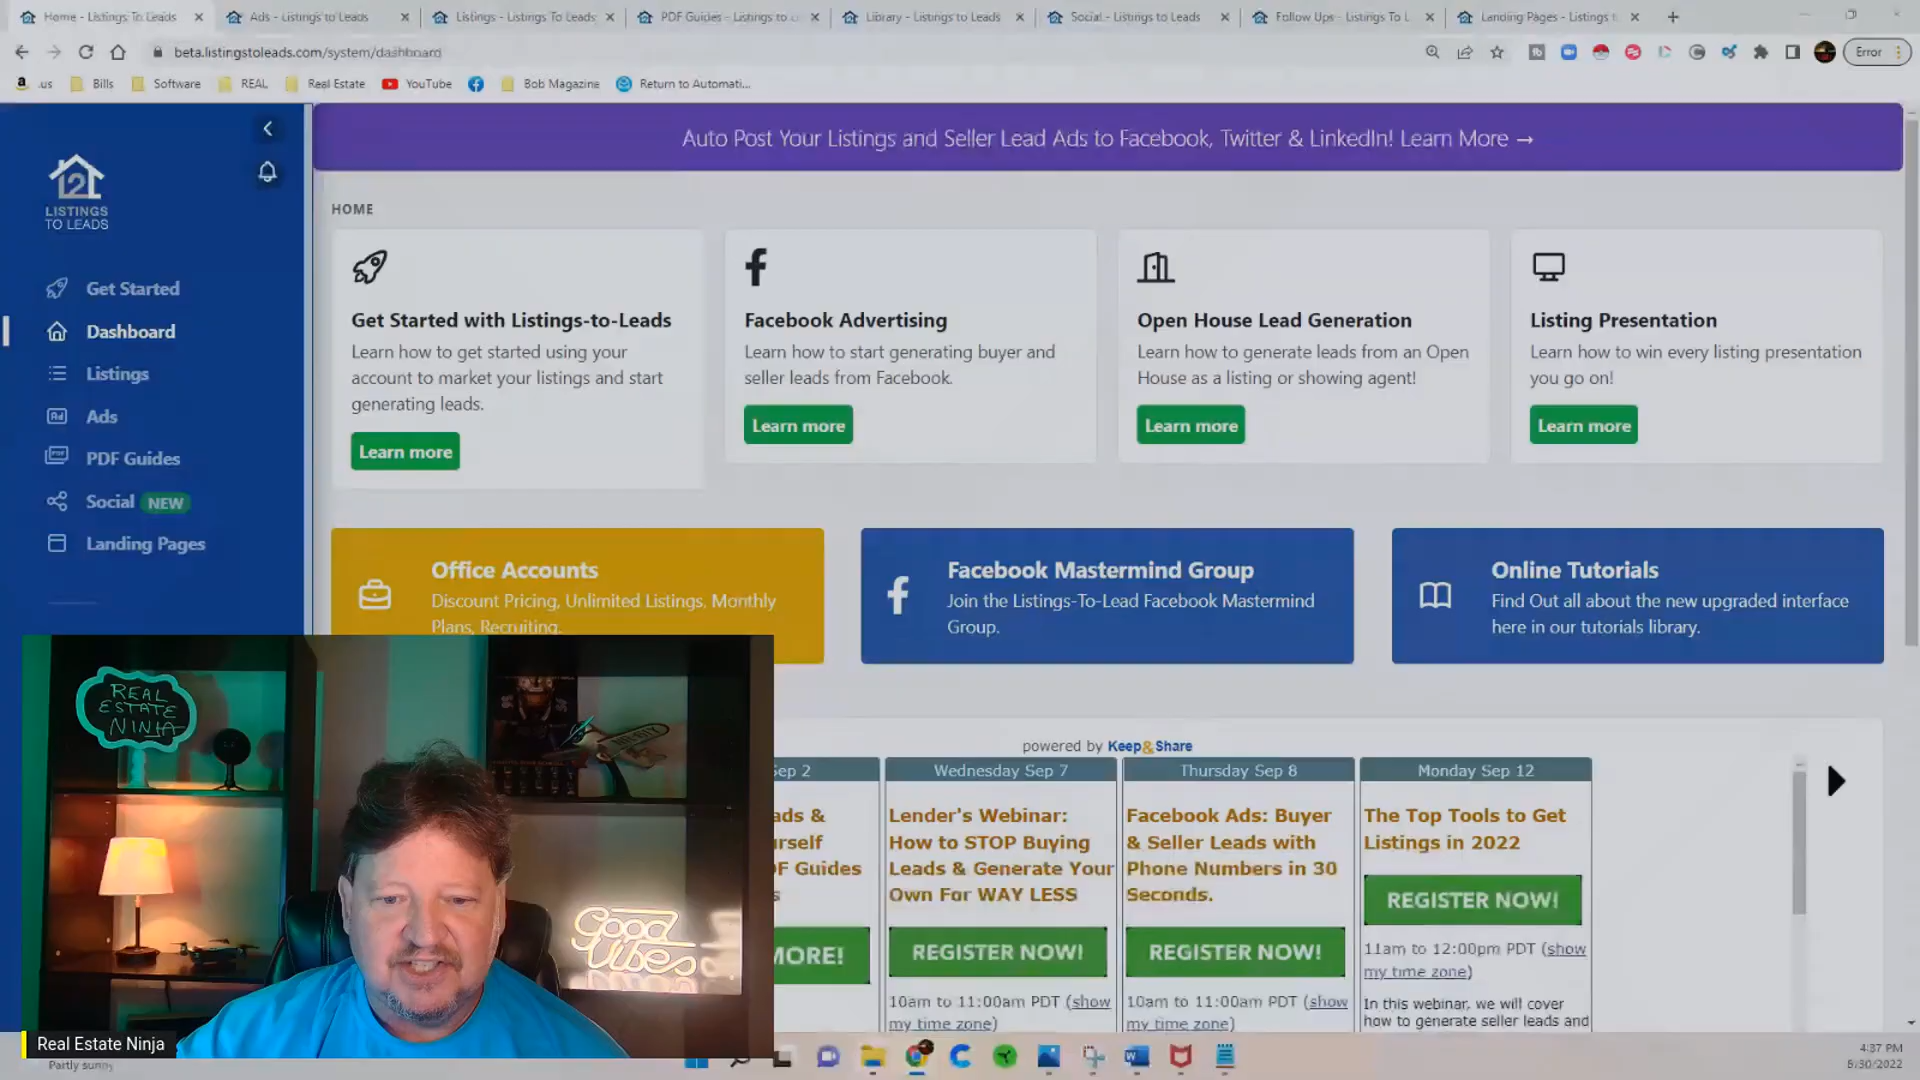 Home - Listings To Leads
Ads - Listings to Leads
Listings - Listings To Leads
PDF Guides - Listings to
Library - Listings to Leads
Social - Listings to Leads
Follow Ups - Listings To L
Landing Pages - Listings t
beta.listingstoleads.com/system/dashboard
Error
.us
Bills
Software
REAL
Real Estate
YouTube
Bob Magazine
Return to Automati...
Auto Post Your Listings and Seller Lead Ads to Facebook, Twitter & LinkedIn! Learn More →
LISTINGS
TO LEADS
Get Started
Dashboard
Listings
Ads
PDF Guides
Social NEW
Landing Pages
HOME
Get Started with Listings-to-Leads
Learn how to get started using your
account to market your listings and start
generating leads.
Learn more
Facebook Advertising
Learn how to start generating buyer and
seller leads from Facebook.
Learn more
Open House Lead Generation
Learn how to generate leads from an Open
House as a listing or showing agent!
Learn more
Listing Presentation
Learn how to win every listing presentation
you go on!
Learn more
Office Accounts
Discount Pricing, Unlimited Listings, Monthly
Plans, Recruiting.
Facebook Mastermind Group
Join the Listings-To-Lead Facebook Mastermind
Group.
Online Tutorials
Find Out all about the new upgraded interface
here in our tutorials library.
powered by Keep&Share
Sep 2
ads &
urself
DF Guides
s
MORE!
Wednesday Sep 7
Lender's Webinar:
How to STOP Buying
Leads & Generate Your
Own For WAY LESS
REGISTER NOW!
10am to 11:00am PDT (show
my time zone)
Thursday Sep 8
Facebook Ads: Buyer
& Seller Leads with
Phone Numbers in 30
Seconds.
REGISTER NOW!
10am to 11:00am PDT (show
my time zone)
Monday Sep 12
The Top Tools to Get
Listings in 2022
REGISTER NOW!
11am to 12:00pm PDT (show
my time zone)
In this webinar, we will cover
how to generate seller leads and
REAL
ESTATE
NINJA
Good
Vibes
Real Estate Ninja
Partly sunny
4:37 PM
8/30/2022